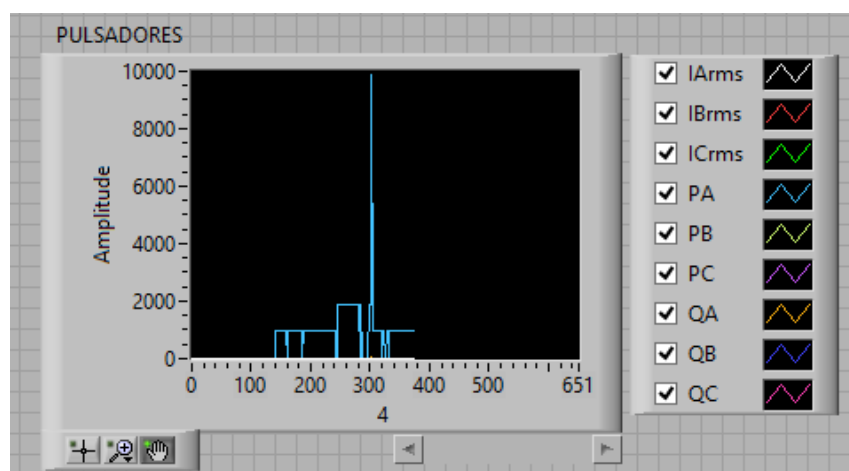 PULSADORES
10000
8000
6000
4000
2000
0
Amplitude
0 100 200 300 400 500 651
4
IArms
IBrms
ICrms
PA
PB
PC
QA
QB
QC